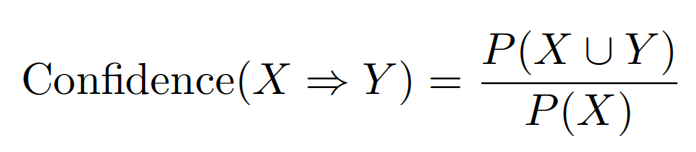 Confidence(X ⇒ Y) = P(X ∪ Y) / P(X)